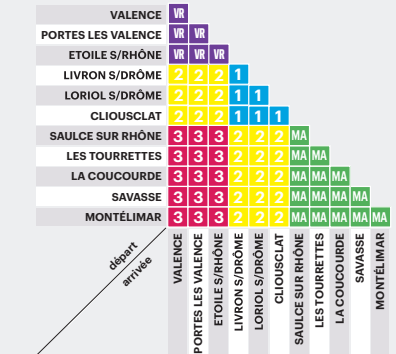 VALENCE VR
PORTES LES VALENCE VR VR
ETOILE S/RHÔNE VR VR VR
LIVRON S/DRÔME 2 2 2 1
LORIOL S/DRÔME 2 2 2 1 1
CLIOUSCLAT 2 2 2 1 1 1
SAULCE SUR RHÔNE 3 3 3 2 2 2 MA
LES TOURRETTES 3 3 3 2 2 2 MA MA
LA COUCOURDE 3 3 3 2 2 2 MA MA MA
SAVASSE 3 3 3 2 2 2 MA MA MA MA
MONTÉLIMAR 3 3 3 2 2 2 MA MA MA MA MA
départ
arrivée
VALENCE
PORTES LES VALENCE
ETOILE S/RHÔNE
LIVRON S/DRÔME
LORIOL S/DRÔME
CLIOUSCLAT
SAULCE SUR RHÔNE
LES TOURRETTES
LA COUCOURDE
SAVASSE
MONTÉLIMAR